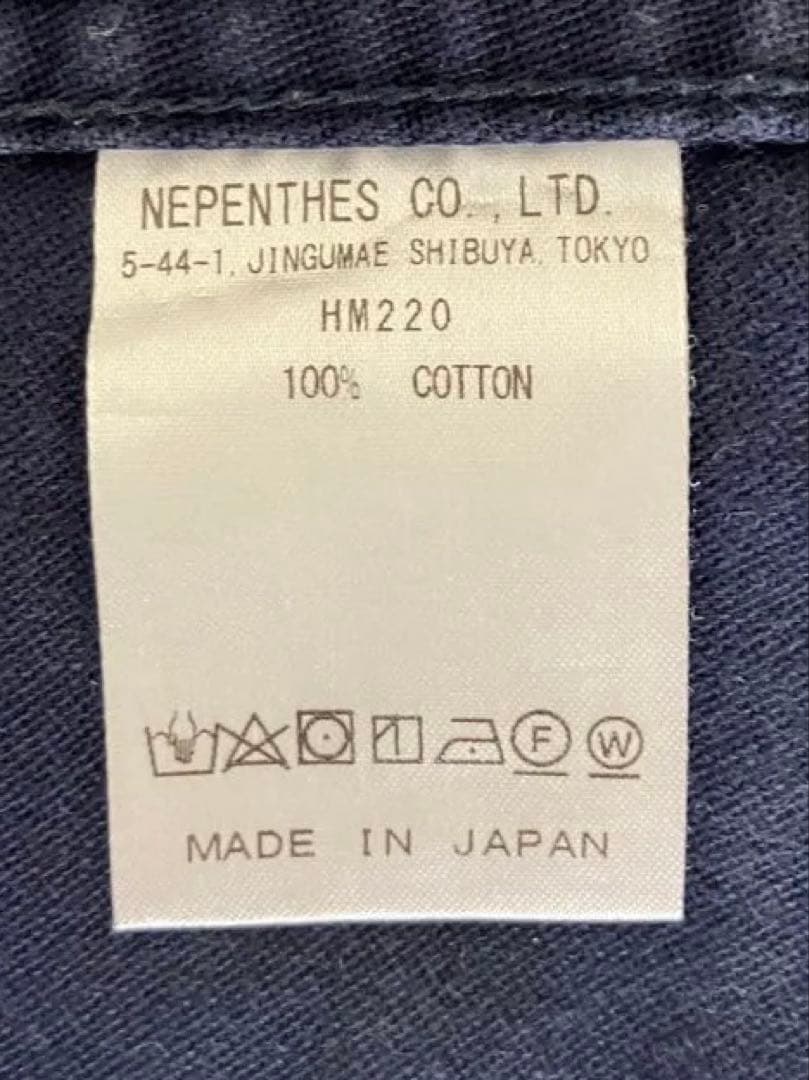 NEPENTHES CO.,LTD.
5-44-1, JINGUMAE SHIBUYA, TOKYO
HM220
100% COTTON
F W
MADE IN JAPAN